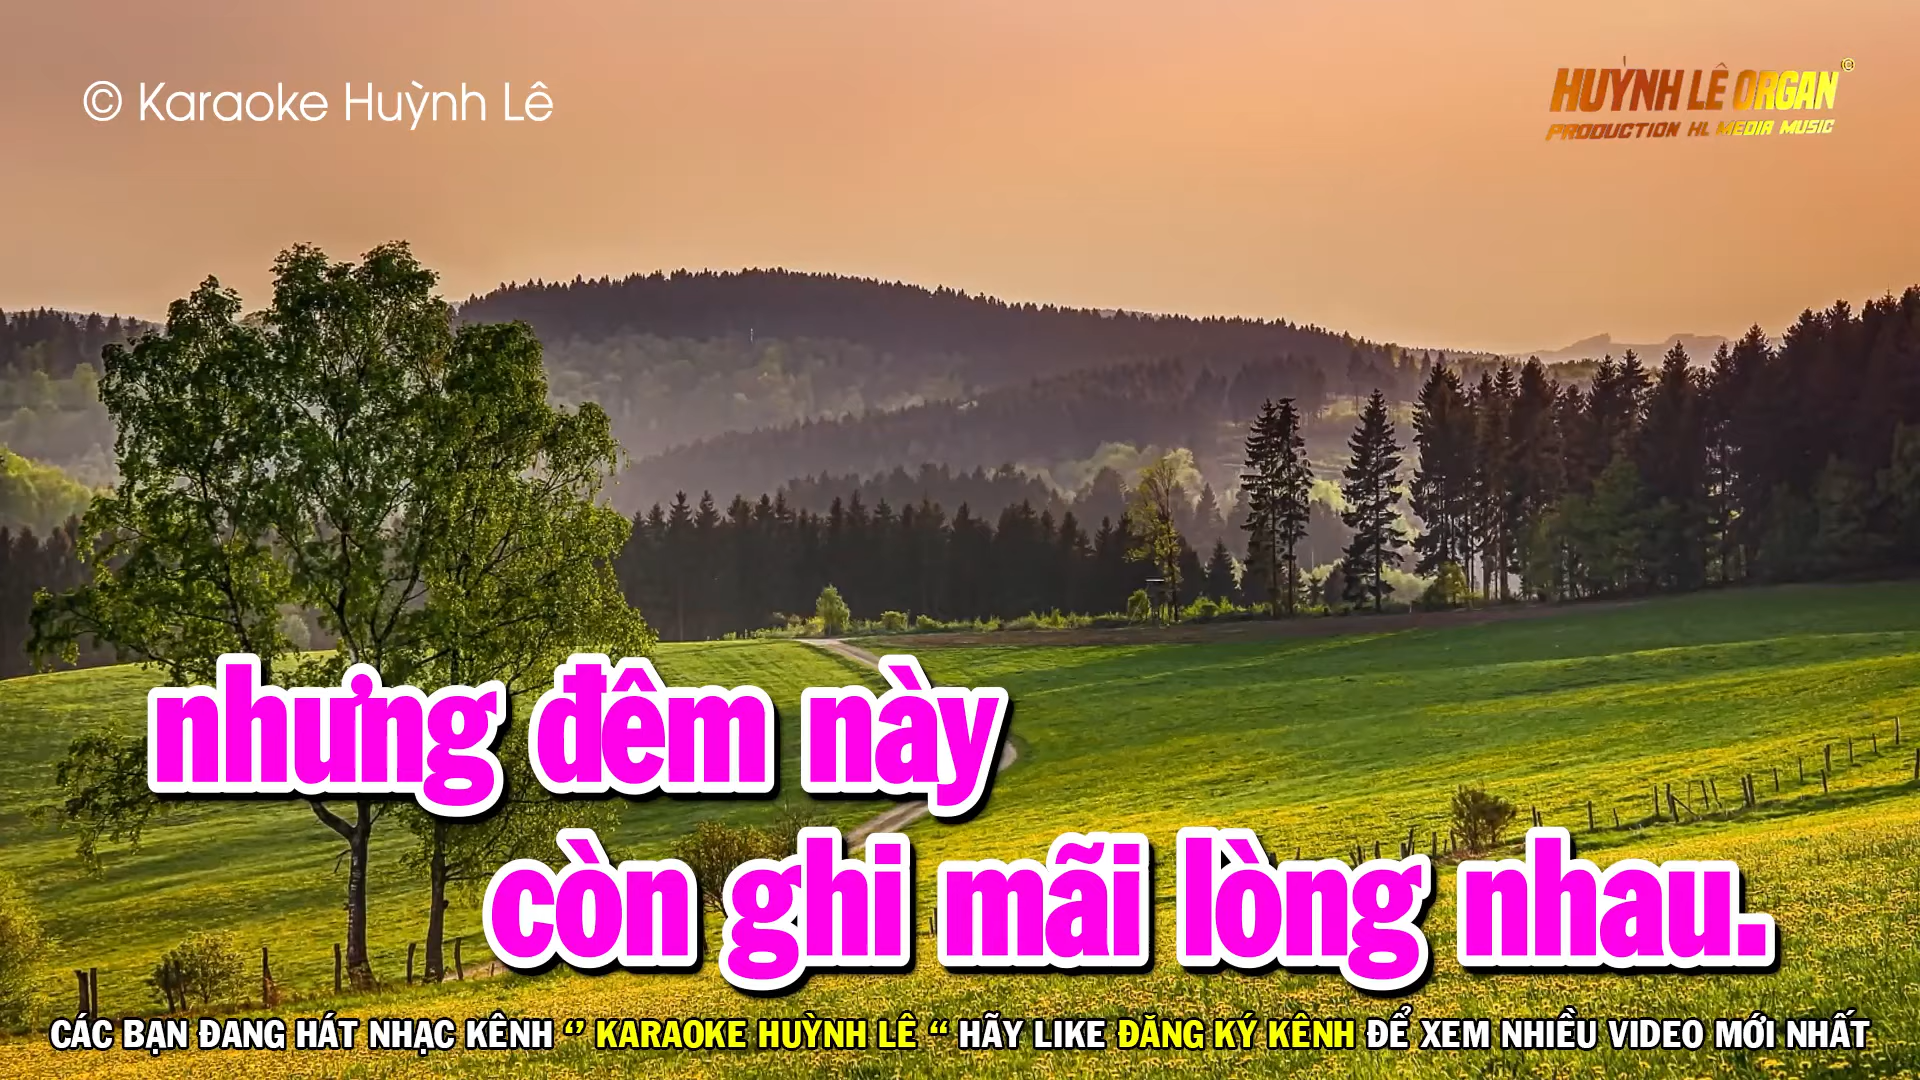 © Karaoke Huỳnh Lê
HUỲNH LÊ ORGAN ©
PRODUCTION HL MEDIA MUSIC
nhưng đêm này
còn ghi mãi lòng nhau.
CÁC BẠN ĐANG HÁT NHẠC KÊNH ‘’ KARAOKE HUỲNH LÊ “ HÃY LIKE ĐĂNG KÝ KÊNH ĐỂ XEM NHIỀU VIDEO MỚI NHẤT